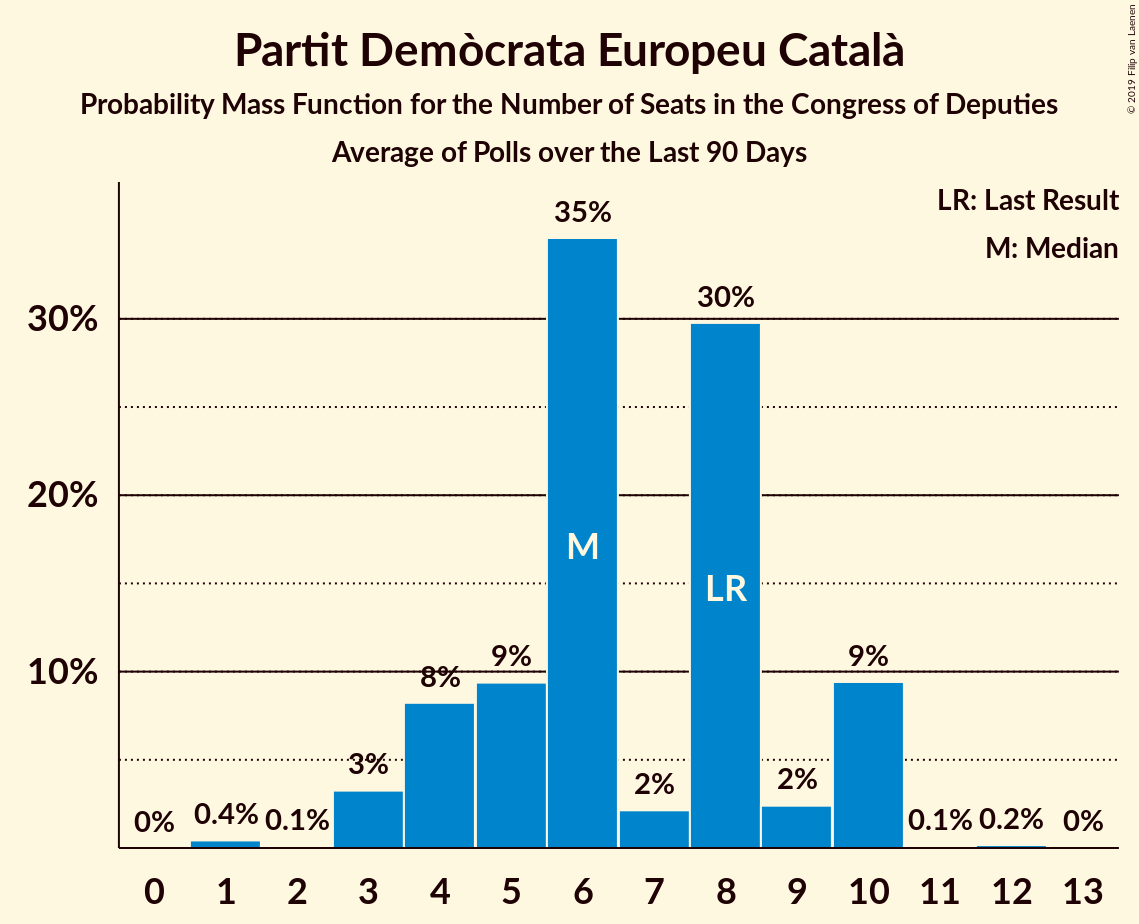 Partit Demòcrata Europeu Català
Probability Mass Function for the Number of Seats in the Congress of Deputies
Average of Polls over the Last 90 Days
© 2019 Filip van Laenen
LR: Last Result
M: Median
35%
30%
30%
20%
M
LR
10%
9%
9%
8%
3%
2%
2%
0%
0.4%
0.1%
0.1%
0.2%
0%
0 1 2 3 4 5 6 7 8 9 10 11 12 13